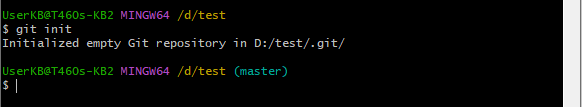 UserKB@T460s-KB2 MINGW64 /d/test
$ git init
Initialized empty Git repository in D:/test/.git/
UserKB@T460s-KB2 MINGW64 /d/test (master)
$